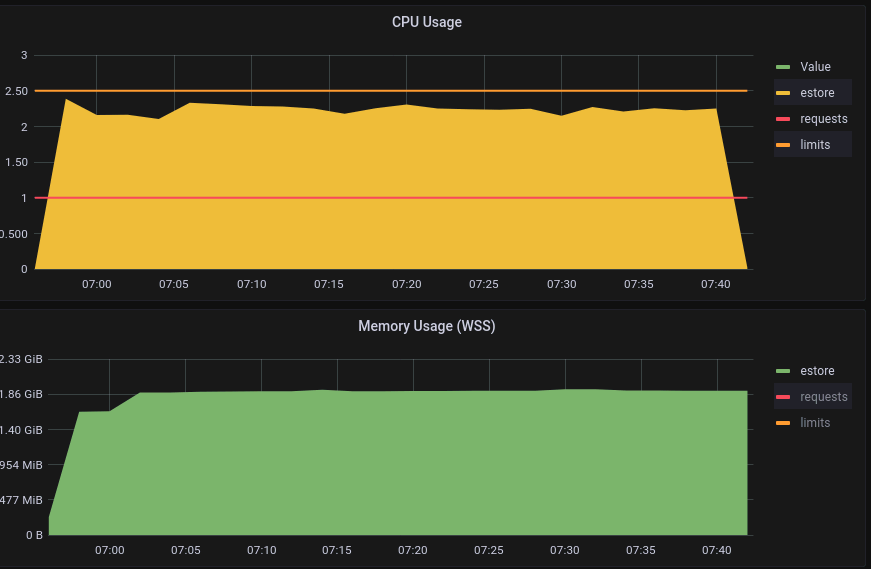 CPU Usage
3
2.50
2
1.50
1
0.500
0
07:00 07:05 07:10 07:15 07:20 07:25 07:30 07:35 07:40
Value
estore
requests
limits
Memory Usage (WSS)
2.33 GiB
1.86 GiB
1.40 GiB
954 MiB
477 MiB
0 B
07:00 07:05 07:10 07:15 07:20 07:25 07:30 07:35 07:40
estore
requests
limits